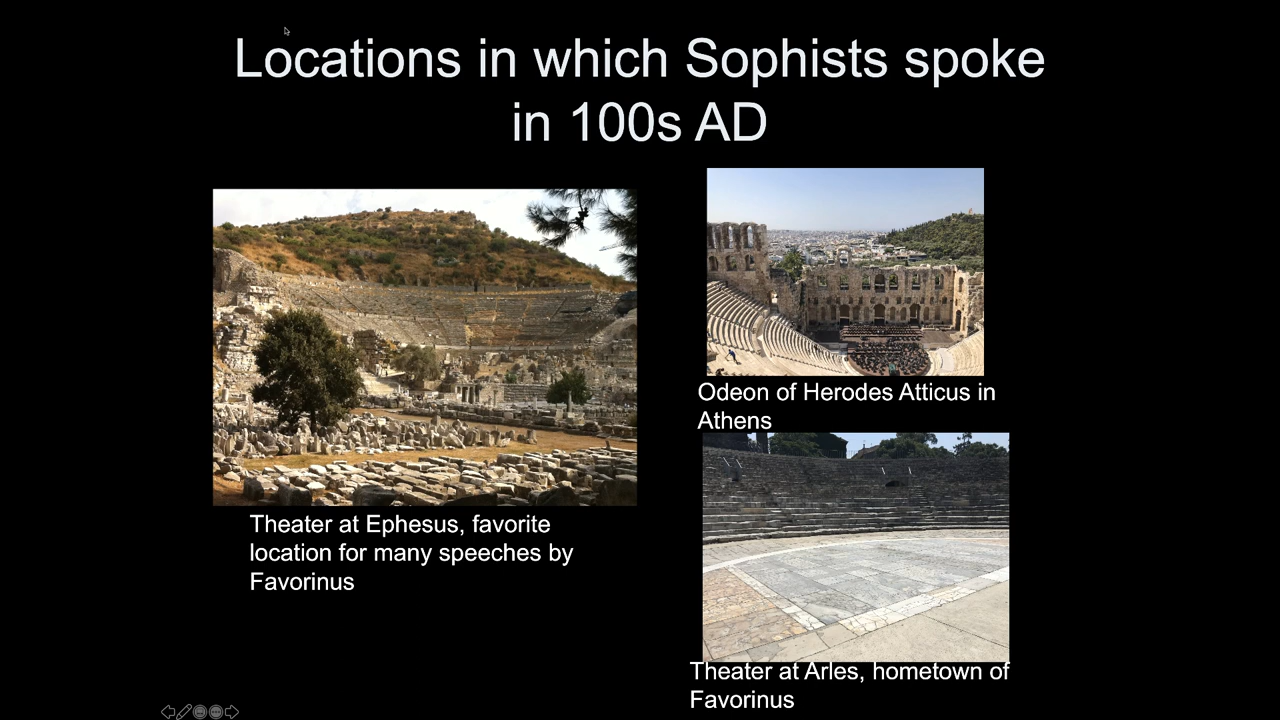 Locations in which Sophists spoke
in 100s AD
Theater at Ephesus, favorite
location for many speeches by
Favorinus
Odeon of Herodes Atticus in
Athens
Theater at Arles, hometown of
Favorinus